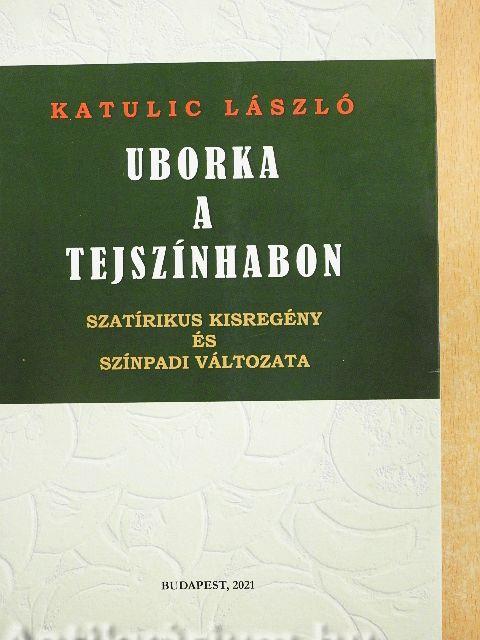 KATULIC LÁSZLÓ
UBORKA
A
TEJSZÍNHABON
SZATÍRIKUS KISREGÉNY
ÉS
SZÍNPADI VÁLTOZATA
BUDAPEST, 2021